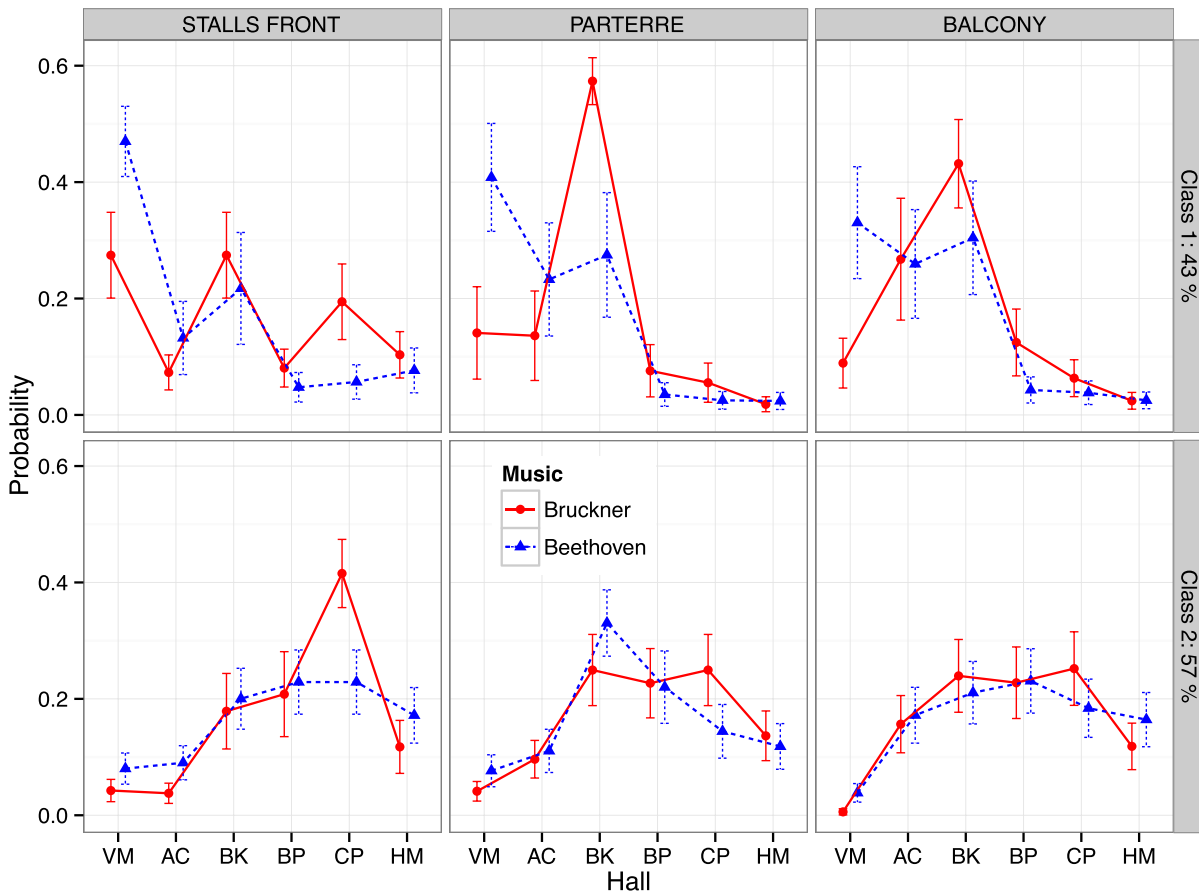 STALLS FRONT PARTERRE BALCONY
0.6
0.4
0.2
0.0
Class 1: 43 %
Probability
0.6
0.4
0.2
0.0
Music
Bruckner
Beethoven
Class 2: 57 %
VM AC BK BP CP HM VM AC BK BP CP HM VM AC BK BP CP HM
Hall